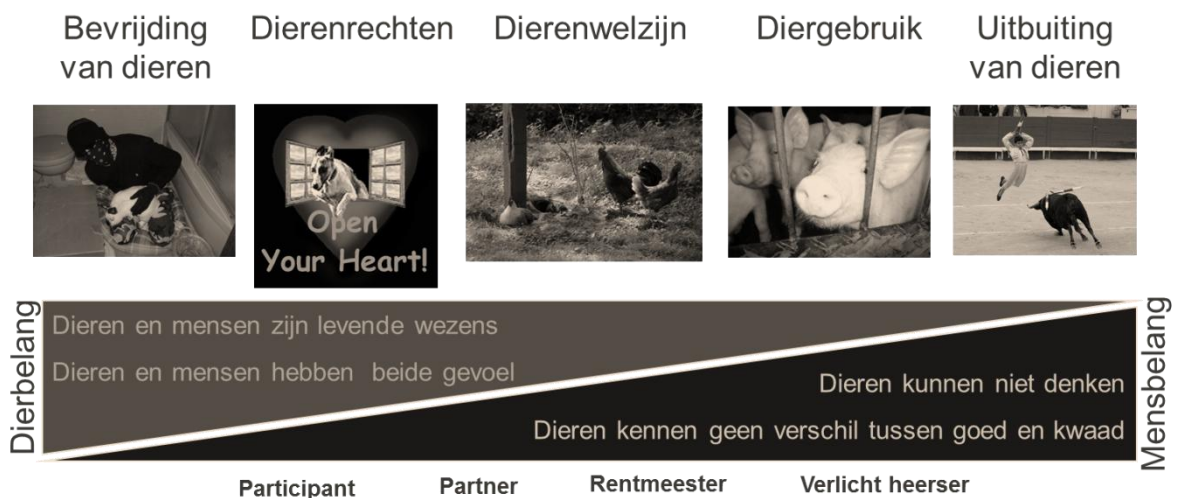 Bevrijding
van dieren
Dierenrechten
Dierenwelzijn
Diergebruik
Uitbuiting
van dieren
Open
Your Heart!
Dierbelang
Dieren en mensen zijn levende wezens
Dieren en mensen hebben beide gevoel
Dieren kunnen niet denken
Dieren kennen geen verschil tussen goed en kwaad
Mensbelang
Participant
Partner
Rentmeester
Verlicht heerser